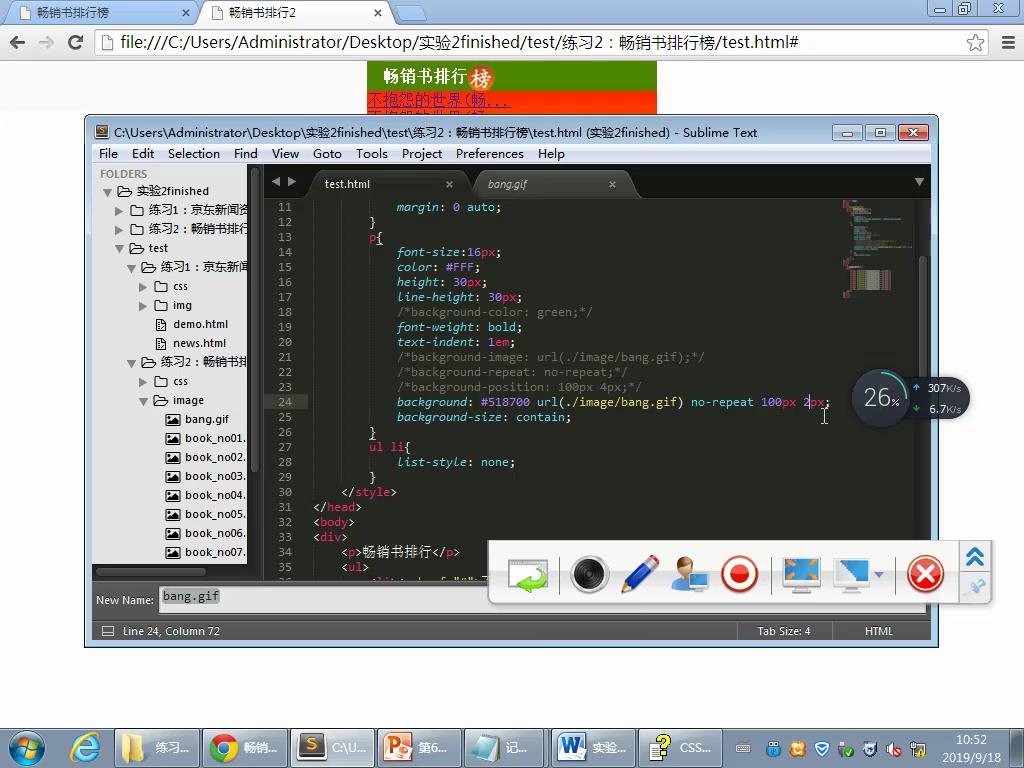 畅销书排行榜
畅销书排行2
file:///C:/Users/Administrator/Desktop/实验2finished/test/练习2：畅销书排行榜/test.html#
畅销书排行榜
不抱怨的世界(畅...
C:\Users\Administrator\Desktop\实验2finished\test\练习2：畅销书排行榜\test.html (实验2finished) - Sublime Text
File Edit Selection Find View Goto Tools Project Preferences Help
FOLDERS
实验2finished
练习1：京东新闻资
练习2：畅销书排行
test
练习1：京东新闻
css
img
demo.html
news.html
练习2：畅销书排
css
image
bang.gif
book_no01.
book_no02.
book_no03.
book_no04.
book_no05.
book_no06.
book_no07.
test.html
bang.gif
11 margin: 0 auto;
12 }
13 p{
14 font-size:16px;
15 color: #FFF;
16 height: 30px;
17 line-height: 30px;
18 /*background-color: green;*/
19 font-weight: bold;
20 text-indent: 1em;
21 /*background-image: url(./image/bang.gif);*/
22 /*background-repeat: no-repeat;*/
23 /*background-position: 100px 4px;*/
24 background: #518700 url(./image/bang.gif) no-repeat 100px 2px;
25 background-size: contain;
26 }
27 ul li{
28 list-style: none;
29 }
30 </style>
31 </head>
32 <body>
33 <div>
34 <p>畅销书排行</p>
35 <ul>
26%
307K/s
6.7K/s
New Name: bang.gif
Line 24, Column 72
Tab Size: 4
HTML
练习...
畅销...
C:\U...
第6...
记...
实验...
CSS...
10:52
2019/9/18